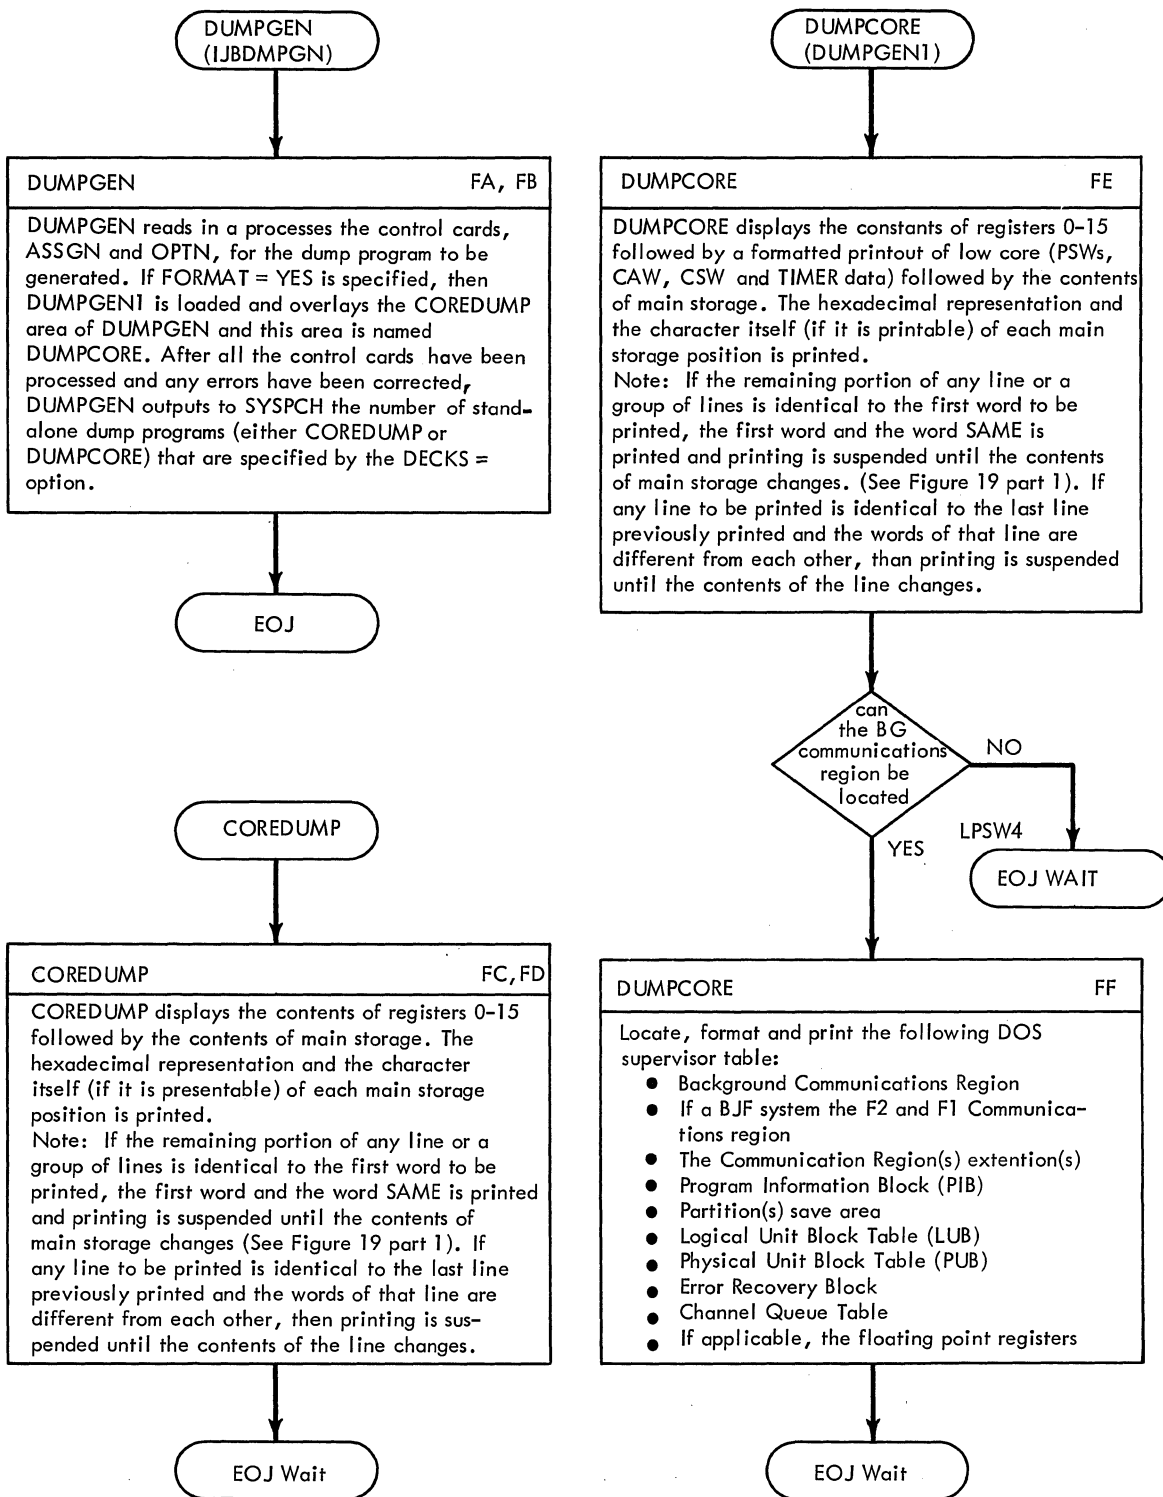 DUMPGEN
(IJBDMPGN)
DUMPGEN FA, FB
DUMPGEN reads in a processes the control cards,
ASSGN and OPTN, for the dump program to be
generated. If FORMAT = YES is specified, then
DUMPGEN1 is loaded and overlays the COREDUMP
area of DUMPGEN and this area is named
DUMPCORE. After all the control cards have been
processed and any errors have been corrected,
DUMPGEN outputs to SYSPCH the number of stand-
alone dump programs (either COREDUMP or
DUMPCORE) that are specified by the DECKS =
option.
EOJ
COREDUMP
COREDUMP FC, FD
COREDUMP displays the contents of registers 0-15
followed by the contents of main storage. The
hexadecimal representation and the character
itself (if it is presentable) of each main storage
position is printed.
Note: If the remaining portion of any line or a
group of lines is identical to the first word to be
printed, the first word and the word SAME is printed
and printing is suspended until the contents of
main storage changes (See Figure 19 part 1). If
any line to be printed is identical to the last line
previously printed and the words of that line are
different from each other, then printing is sus-
pended until the contents of the line changes.
EOJ Wait
DUMPCORE
(DUMPGEN1)
DUMPCORE FE
DUMPCORE displays the constants of registers 0-15
followed by a formatted printout of low core (PSWs,
CAW, CSW and TIMER data) followed by the contents
of main storage. The hexadecimal representation and
the character itself (if it is printable) of each main
storage position is printed.
Note: If the remaining portion of any line or a
group of lines is identical to the first word to be
printed, the first word and the word SAME is
printed and printing is suspended until the contents
of main storage changes. (See Figure 19 part 1). If
any line to be printed is identical to the last line
previously printed and the words of that line are
different from each other, than printing is suspended
until the contents of the line changes.
can
the BG
communications
region be
located
NO
YES
LPSW4
EOJ WAIT
DUMPCORE FF
Locate, format and print the following DOS
supervisor table:
● Background Communications Region
● If a BJF system the F2 and F1 Communica-
tions region
● The Communication Region(s) extention(s)
● Program Information Block (PIB)
● Partition(s) save area
● Logical Unit Block Table (LUB)
● Physical Unit Block Table (PUB)
● Error Recovery Block
● Channel Queue Table
● If applicable, the floating point registers
EOJ Wait